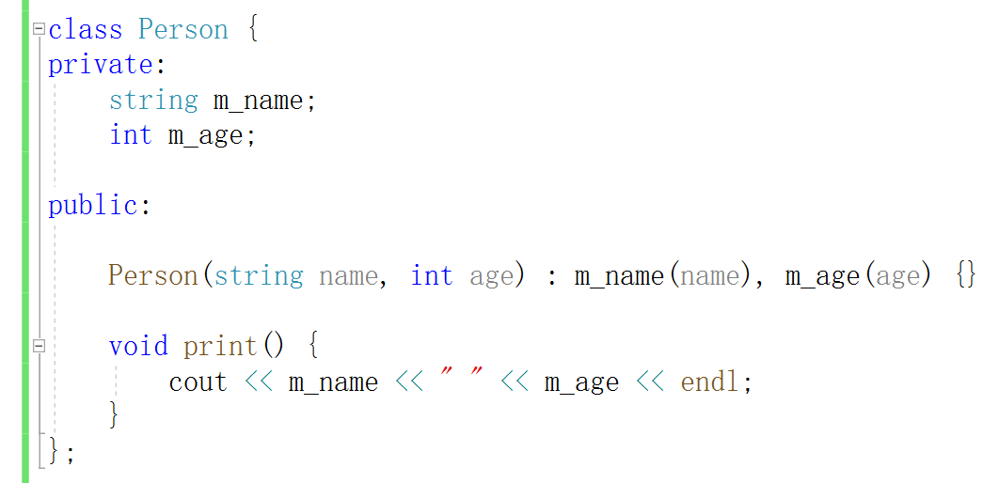 class Person {
private:
    string m_name;
    int m_age;

public:

    Person(string name, int age) : m_name(name), m_age(age) {}

    void print() {
        cout << m_name << " " << m_age << endl;
    }
};